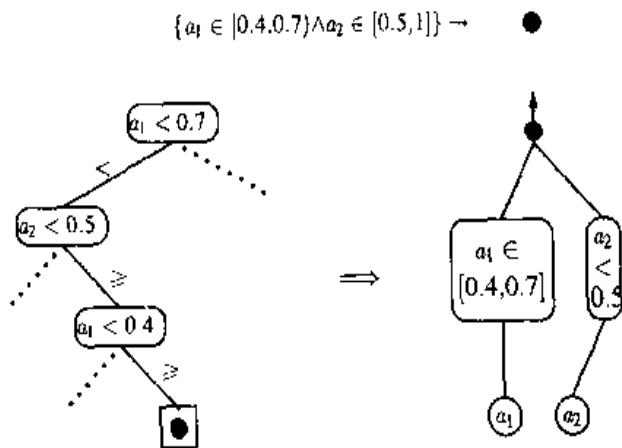 {a₁ ∈ [0.4,0.7)∧a₂ ∈ [0.5,1]} →
a₁ < 0.7
<
a₂ < 0.5
≥
a₁ < 0 4
≥
⟹
a₁ ∈
[0.4,0.7]
a₂
<
0.5
a₁
a₂